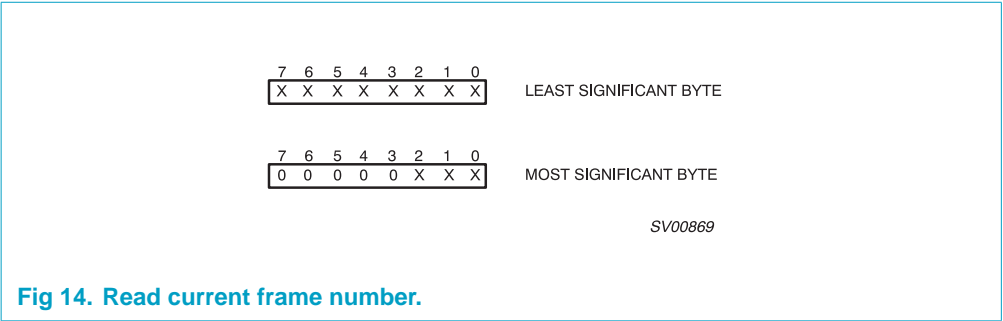 7 6 5 4 3 2 1 0
X X X X X X X X LEAST SIGNIFICANT BYTE
7 6 5 4 3 2 1 0
0 0 0 0 0 X X X MOST SIGNIFICANT BYTE
SV00869
Fig 14. Read current frame number.